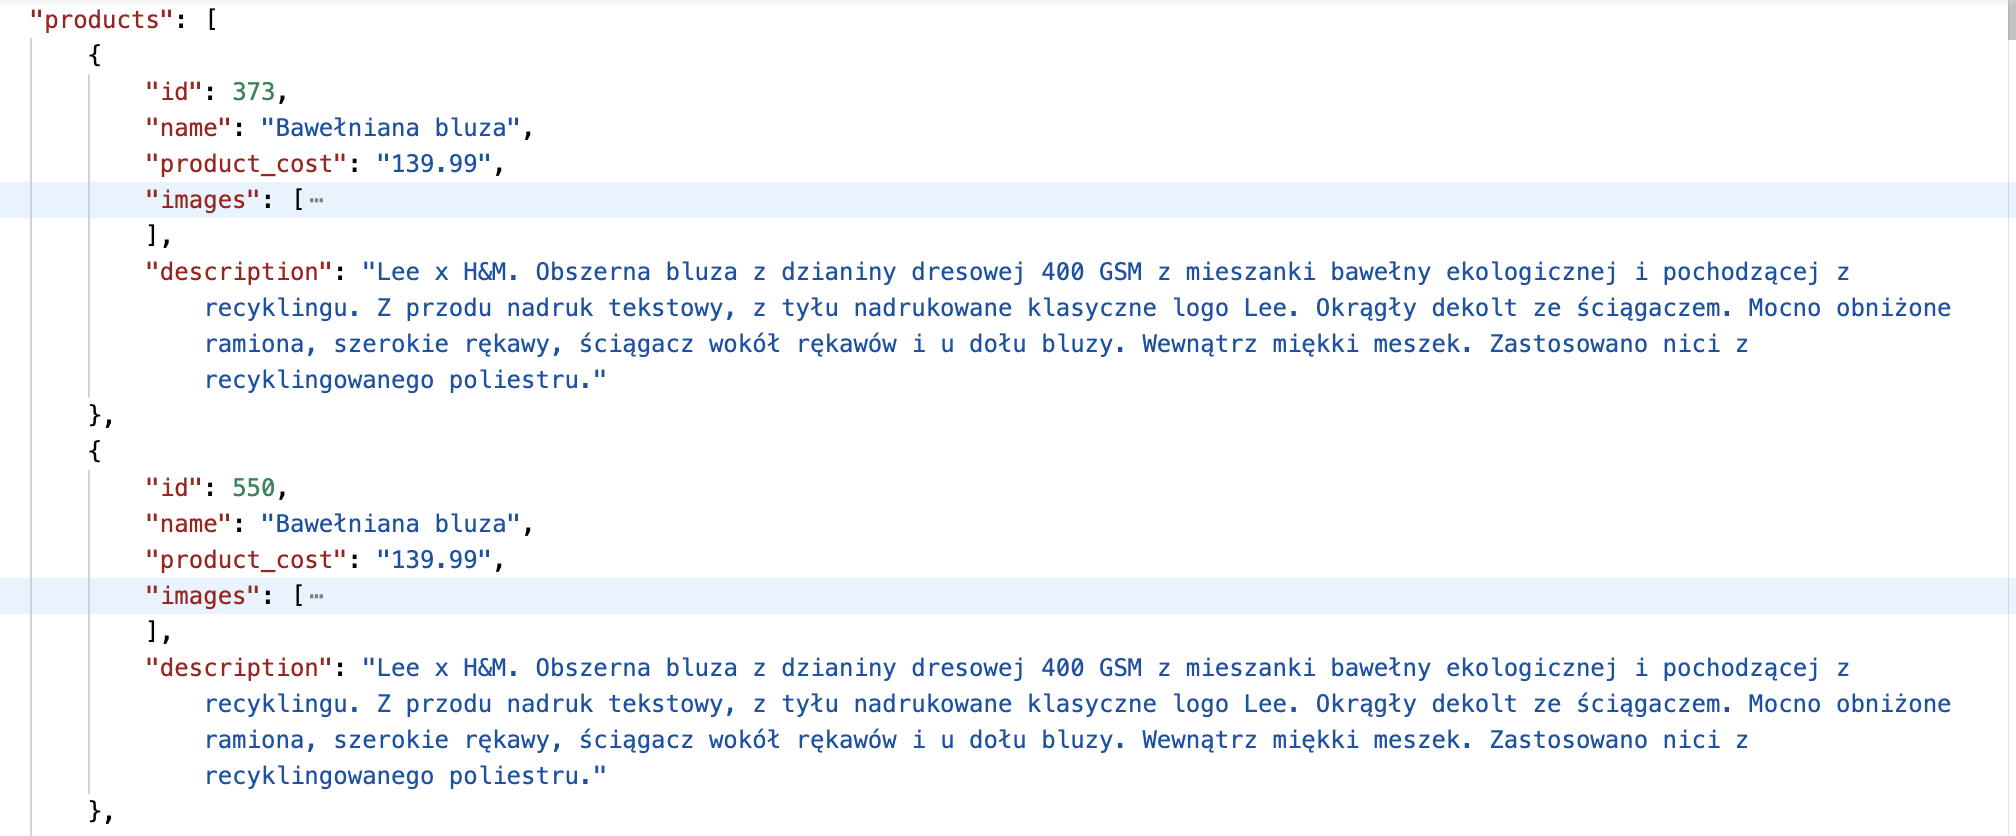 "products": [
{
"id": 373,
"name": "Bawełniana bluza",
"product_cost": "139.99",
"images": [⋯
],
"description": "Lee x H&M. Obszerna bluza z dzianiny dresowej 400 GSM z mieszanki bawełny ekologicznej i pochodzącej z
recyklingu. Z przodu nadruk tekstowy, z tyłu nadrukowane klasyczne logo Lee. Okrągły dekolt ze ściągaczem. Mocno obniżone
ramiona, szerokie rękawy, ściągacz wokół rękawów i u dołu bluzy. Wewnątrz miękki meszek. Zastosowano nici z
recyklingowanego poliestru."
},
{
"id": 550,
"name": "Bawełniana bluza",
"product_cost": "139.99",
"images": [⋯
],
"description": "Lee x H&M. Obszerna bluza z dzianiny dresowej 400 GSM z mieszanki bawełny ekologicznej i pochodzącej z
recyklingu. Z przodu nadruk tekstowy, z tyłu nadrukowane klasyczne logo Lee. Okrągły dekolt ze ściągaczem. Mocno obniżone
ramiona, szerokie rękawy, ściągacz wokół rękawów i u dołu bluzy. Wewnątrz miękki meszek. Zastosowano nici z
recyklingowanego poliestru."
},